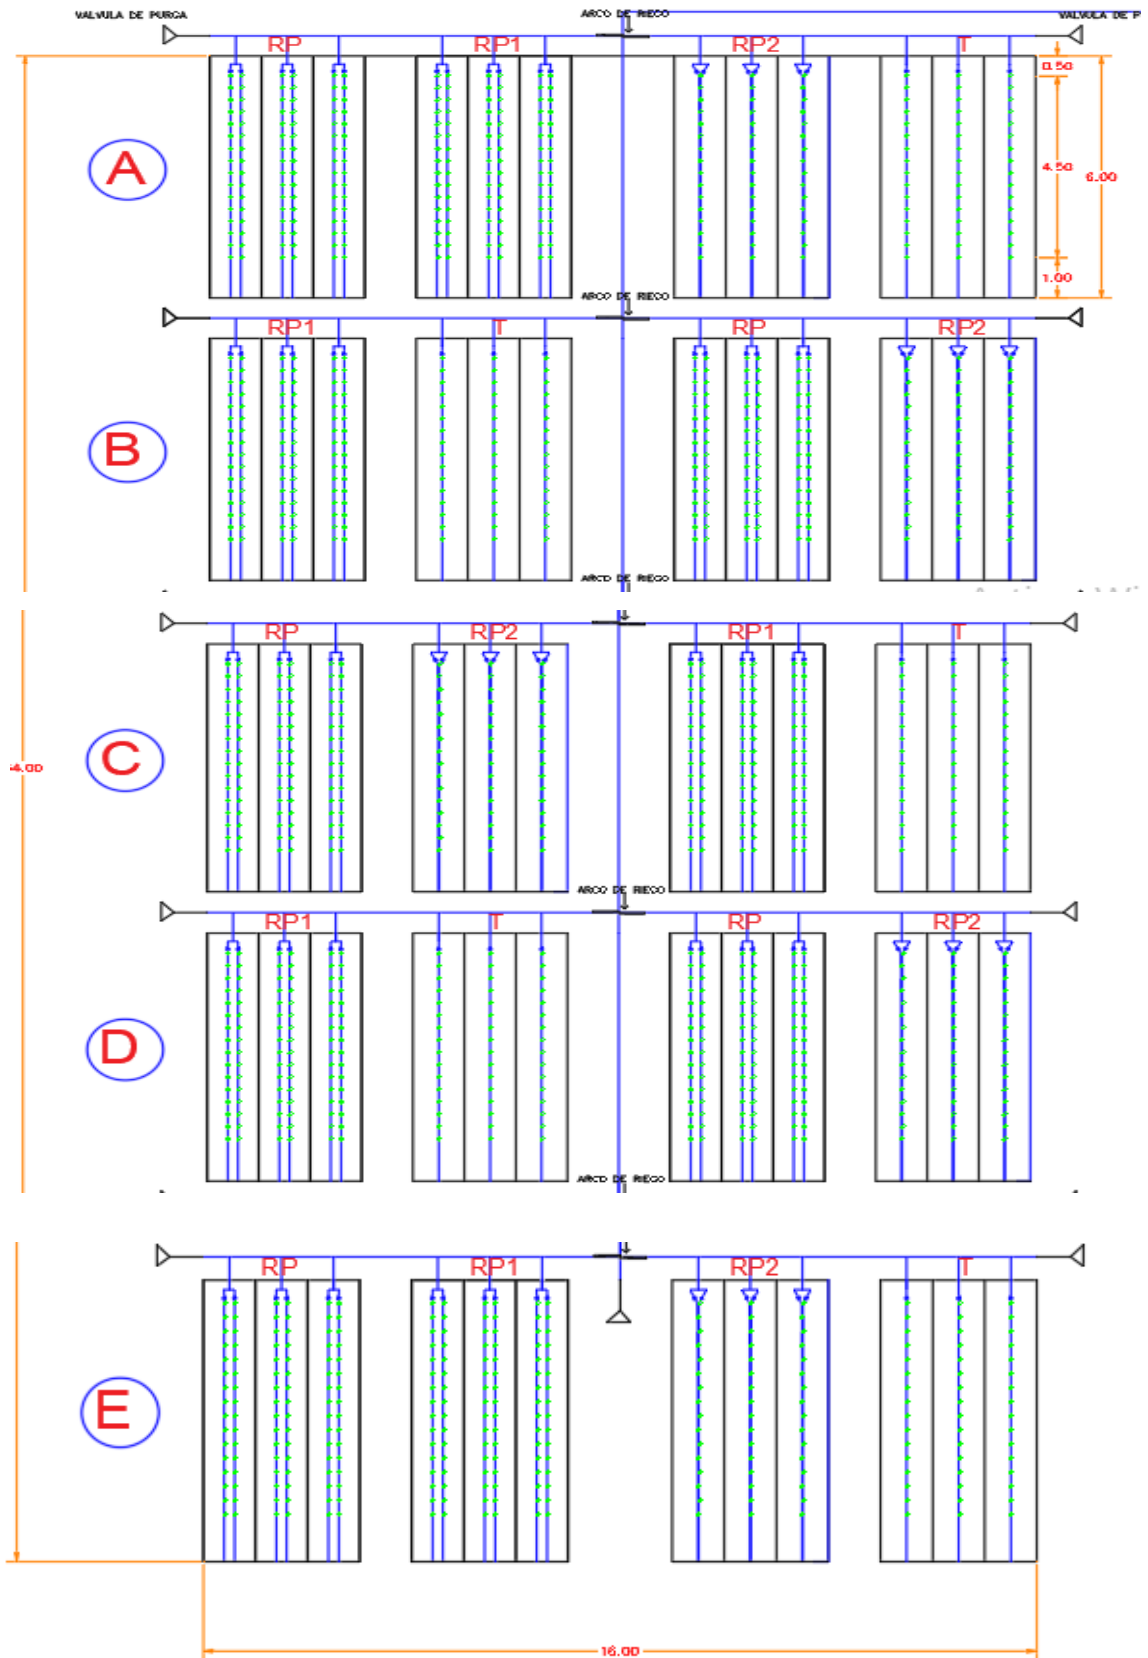 VALVULA DE PURGA
ARCO DE RIEGO
VALVULA DE P
RP RP1 RP2 T
0.50
A
4.50
6.00
1.00
ARCO DE RIEGO
RP1 T RP RP2
B
ARCO DE RIEGO
RP RP2 RP1 T
C
4.00
ARCO DE RIEGO
RP1 T RP RP2
D
ARCO DE RIEGO
RP RP1 RP2 T
E
16.00